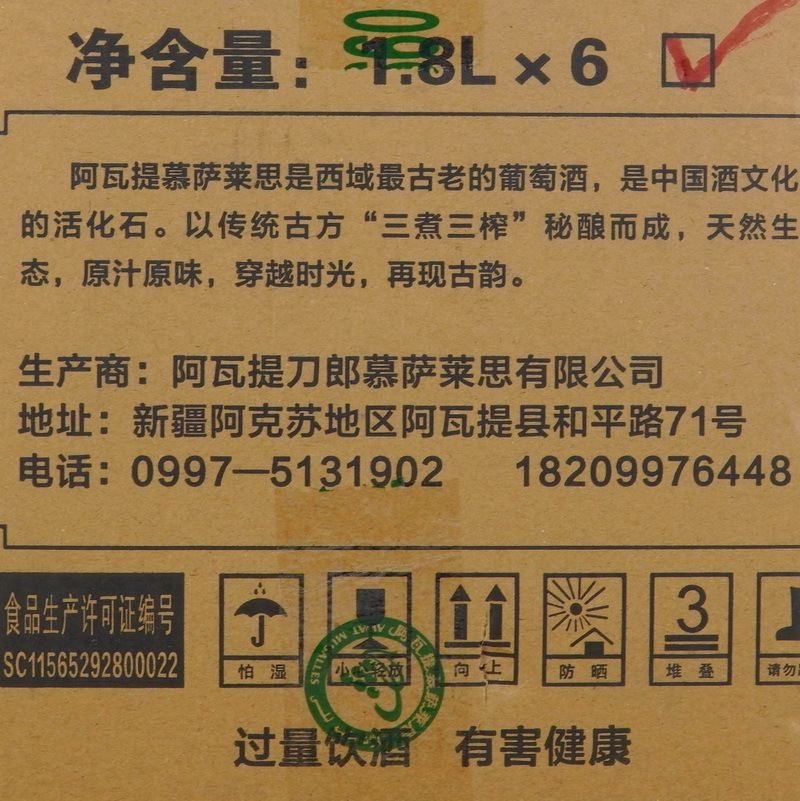 净含量：1.8L×6
阿瓦提慕萨莱思是西域最古老的葡萄酒，是中国酒文化
的活化石。以传统古方“三煮三榨”秘酿而成，天然生
态，原汁原味，穿越时光，再现古韵。
生产商：阿瓦提刀郎慕萨莱思有限公司
地址：新疆阿克苏地区阿瓦提县和平路71号
电话：0997—5131902 18209976448
食品生产许可证编号
SC11565292800022
3
怕湿 小心轻放 向上 防晒 堆叠 请勿
过量饮酒 有害健康